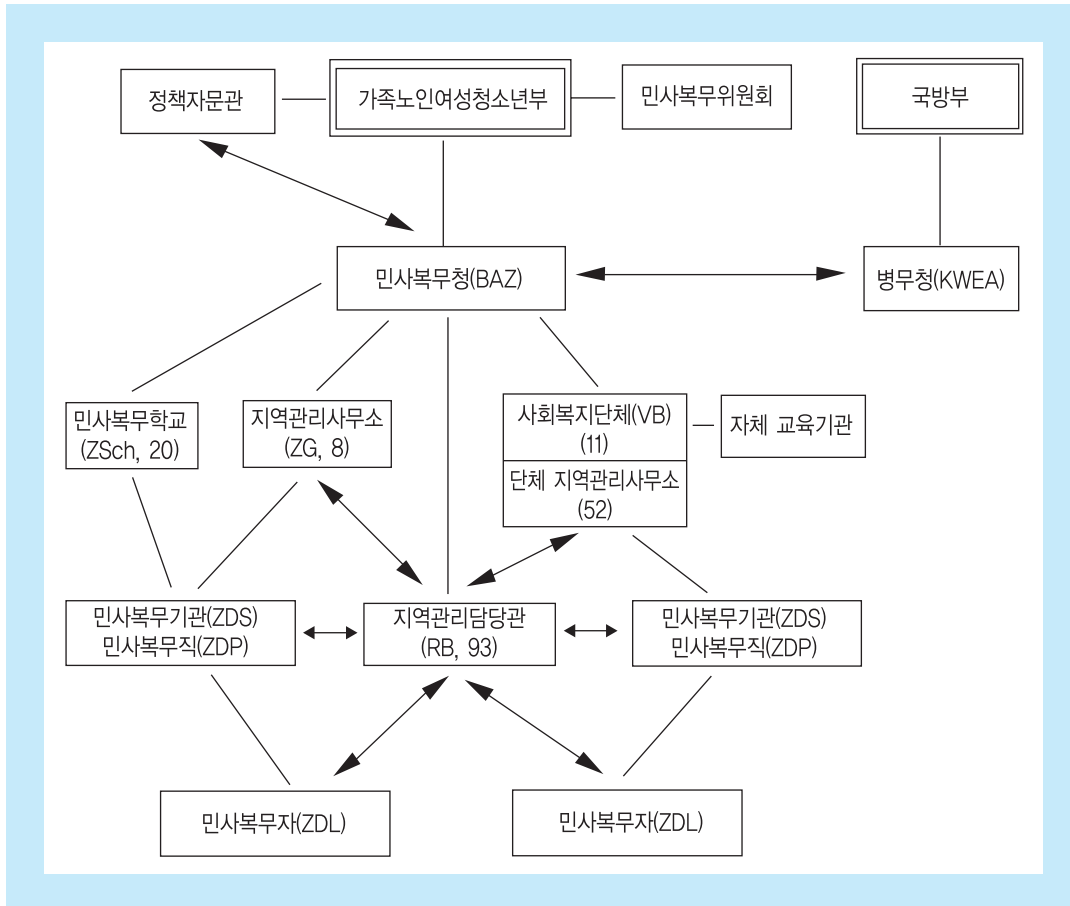 정책자문관
가족노인여성청소년부
민사복무위원회
국방부
민사복무청(BAZ)
병무청(KWEA)
민사복무학교
(ZSch, 20)
지역관리사무소
(ZG, 8)
사회복지단체(VB)
(11)
단체 지역관리사무소
(52)
자체 교육기관
민사복무기관(ZDS)
민사복무직(ZDP)
지역관리담당관
(RB, 93)
민사복무기관(ZDS)
민사복무직(ZDP)
민사복무자(ZDL)
민사복무자(ZDL)